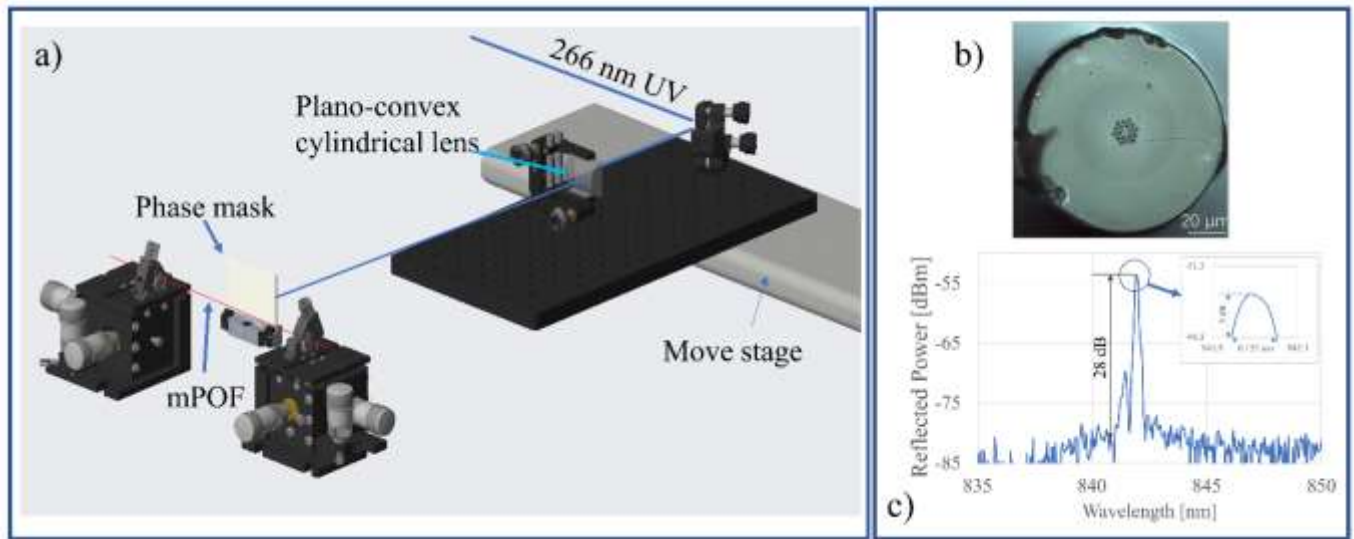 a)
266 nm UV
Plano-convex
cylindrical lens
Phase mask
mPOF
Move stage
b)
20 μm
c)
Reflected Power [dBm]
-55
-65
-75
-85
28 dB
835
840
845
850
Wavelength [nm]